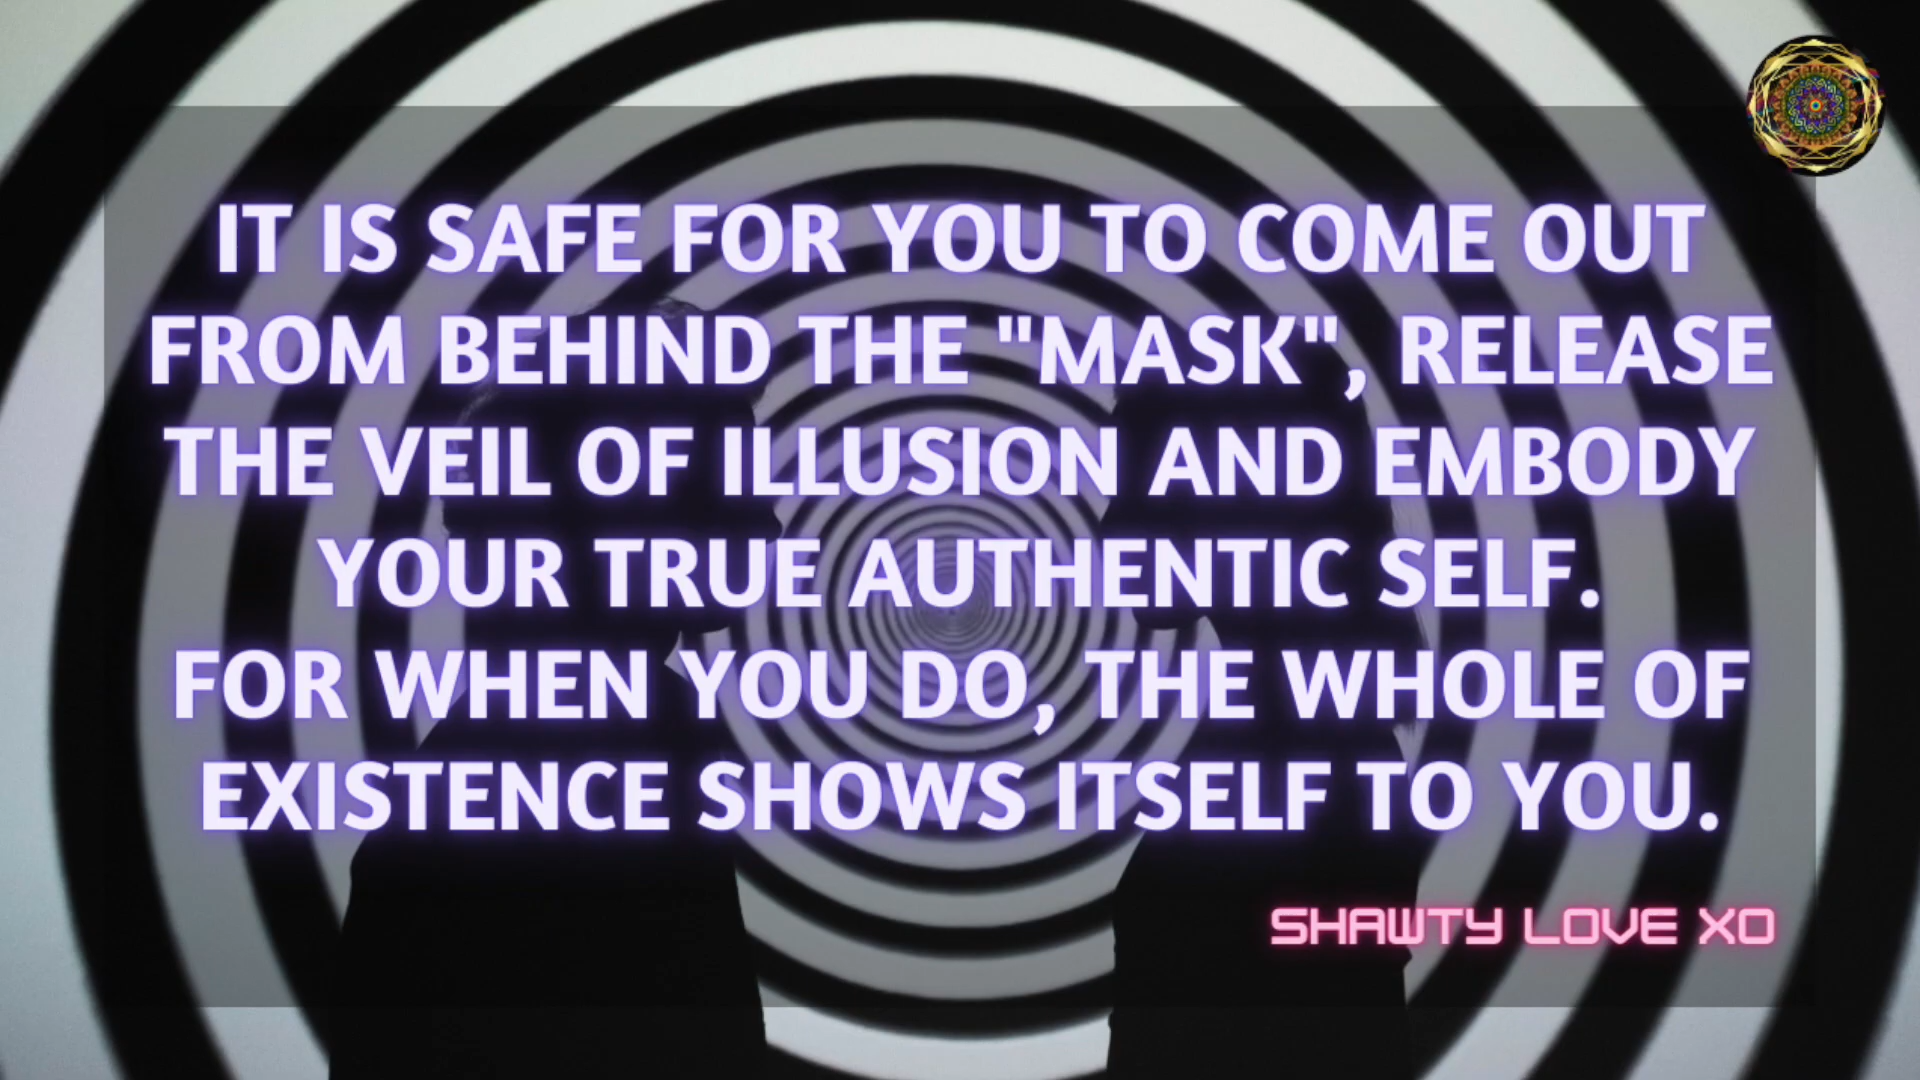 IT IS SAFE FOR YOU TO COME OUT
FROM BEHIND THE "MASK", RELEASE
THE VEIL OF ILLUSION AND EMBODY
YOUR TRUE AUTHENTIC SELF.
FOR WHEN YOU DO, THE WHOLE OF
EXISTENCE SHOWS ITSELF TO YOU.
SHAWTY LOVE XO